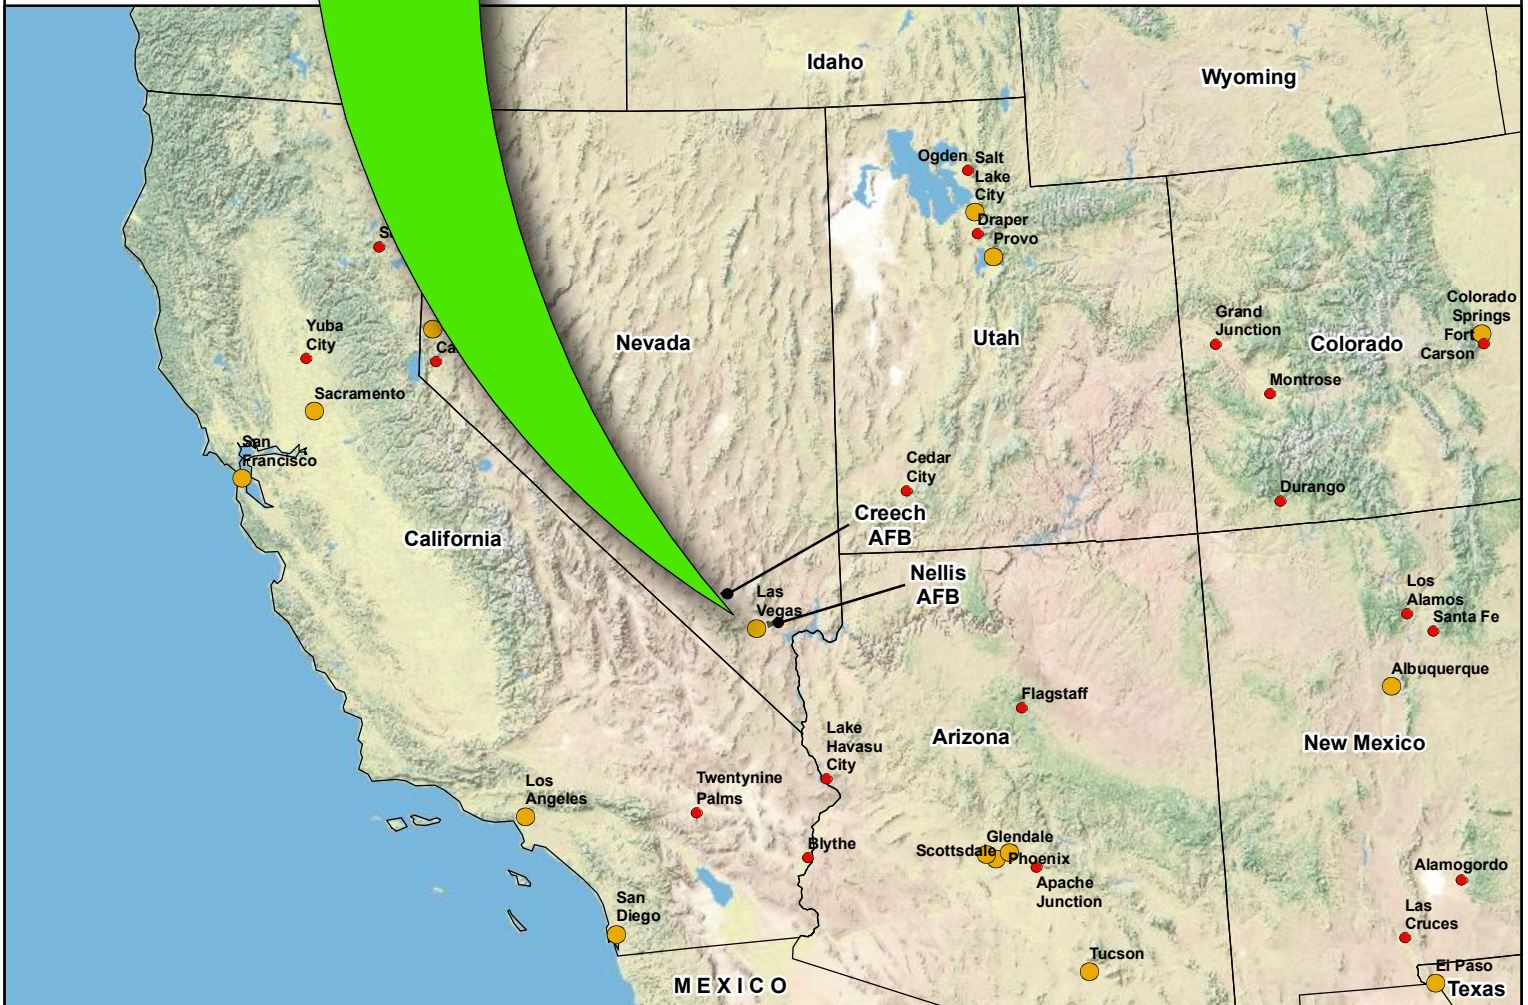 Idaho
Wyoming
Ogden
Salt
Lake
City
Draper
Provo
Yuba
City
Sacramento
San
Francisco
Nevada
Utah
Grand
Junction
Colorado
Colorado
Springs
Fort
Carson
Montrose
Durango
Cedar
City
Creech
AFB
Nellis
AFB
Las
Vegas
California
Los
Alamos
Santa Fe
Albuquerque
Flagstaff
Arizona
New Mexico
Lake
Havasu
City
Twentynine
Palms
Los
Angeles
Blythe
Glendale
Scottsdale
Phoenix
Apache
Junction
Alamogordo
Las
Cruces
San
Diego
Tucson
El Paso
Texas
MEXICO